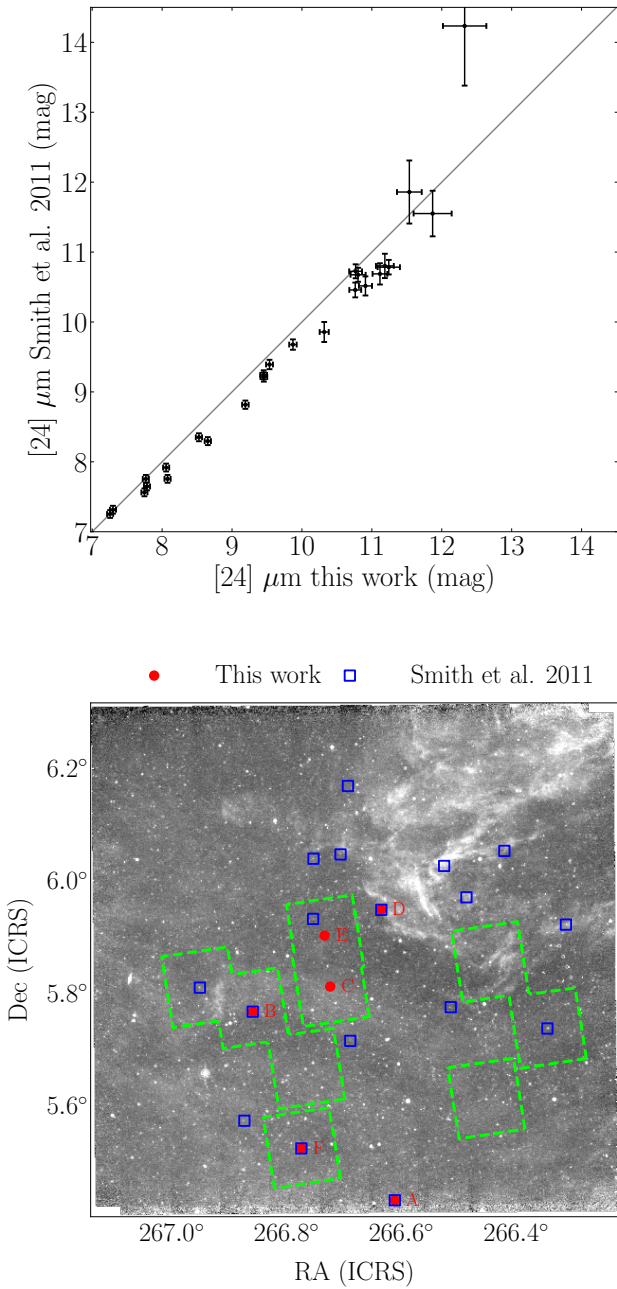 14
13
12
11
10
9
8
7
7 8 9 10 11 12 13 14
[24] μm Smith et al. 2011 (mag)
[24] μm this work (mag)
This work Smith et al. 2011
6.2°
6.0°
5.8°
5.6°
Dec (ICRS)
D
E
C
B
F
A
267.0° 266.8° 266.6° 266.4°
RA (ICRS)